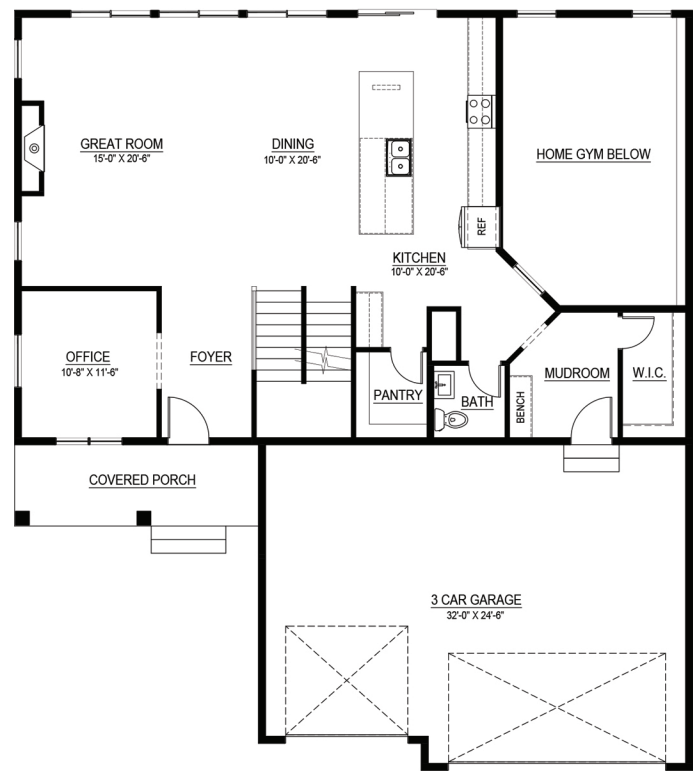 GREAT ROOM
15'-0" X 20'-6"
DINING
10'-0" X 20'-6"
HOME GYM BELOW
REF
KITCHEN
10'-0" X 20'-6"
OFFICE
10'-8" X 11'-6"
FOYER
PANTRY
BATH
BENCH
MUDROOM
W.I.C.
COVERED PORCH
3 CAR GARAGE
32'-0" X 24'-6"